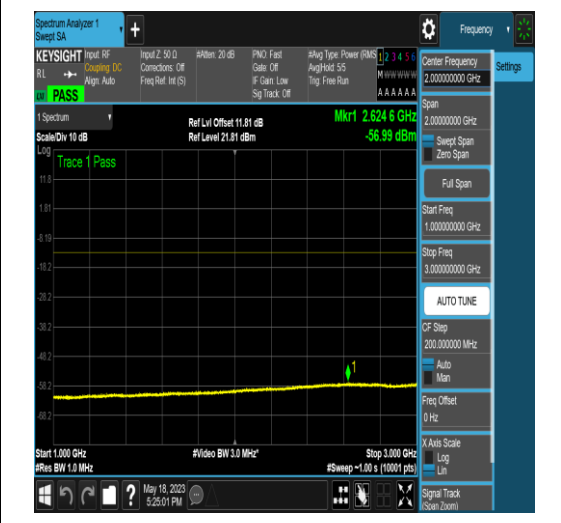 Spectrum Analyzer 1
Swept SA
Frequency
KEYSIGHT
RL
Input: RF
Coupling: DC
Align: Auto
Input Z: 50 Ω
Corrections: Off
Freq Ref: Int (S)
#Atten: 20 dB
PNO: Fast
Gate: Off
IF Gain: Low
Sig Track: Off
#Avg Type: Power (RMS
Avg|Hold: 5/5
Trig: Free Run
1 2 3 4 5 6
M W W W W W
A A A A A A
PASS
1 Spectrum
Scale/Div 10 dB
Ref Lvl Offset 11.81 dB
Ref Level 21.81 dBm
Mkr1 2.624 6 GHz
-56.99 dBm
Log
Trace 1 Pass
11.8
1.81
-8.19
-18.2
-28.2
-38.2
-48.2
-58.2
-68.2
1
Start 1.000 GHz
#Res BW 1.0 MHz
#Video BW 3.0 MHz*
Stop 3.000 GHz
#Sweep ~1.00 s (10001 pts)
Center Frequency
2.000000000 GHz
Settings
Span
2.00000000 GHz
Swept Span
Zero Span
Full Span
Start Freq
1.000000000 GHz
Stop Freq
3.000000000 GHz
AUTO TUNE
CF Step
200.000000 MHz
Auto
Man
Freq Offset
0 Hz
X Axis Scale
Log
Lin
Signal Track
(Span Zoom)
?
May 18, 2023
5:25:01 PM